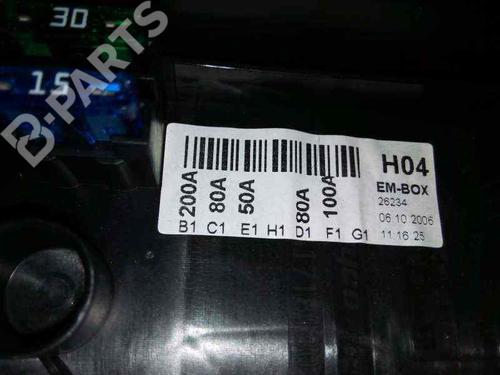 30
15
B-PARTS
H04
EM-BOX
26234
06 10 2006
11:16:25
200A 80A 50A 80A 100A
B1 C1 E1 H1 D1 F1 G1